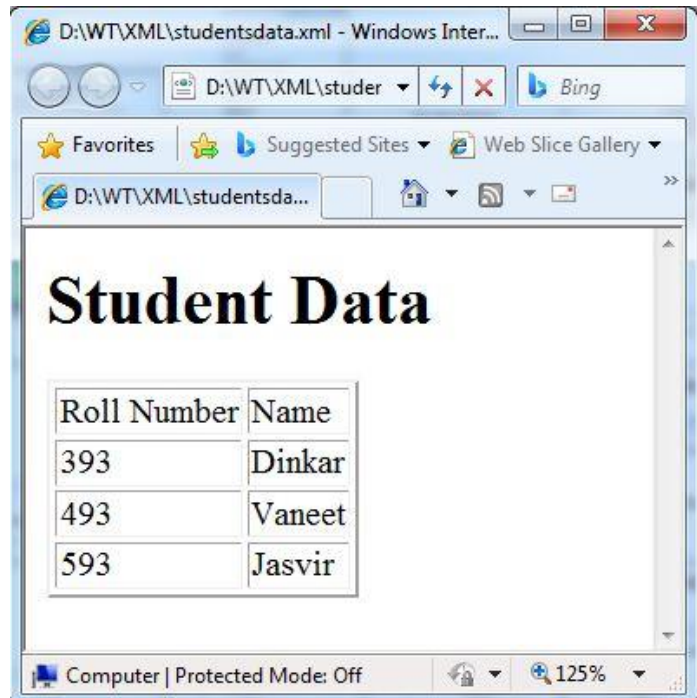 D:\WT\XML\studentsdata.xml - Windows Inter...
D:\WT\XML\studer
Bing
Favorites
Suggested Sites
Web Slice Gallery
D:\WT\XML\studentsda...
Student Data
Roll Number Name
393 Dinkar
493 Vaneet
593 Jasvir
Computer | Protected Mode: Off
125%